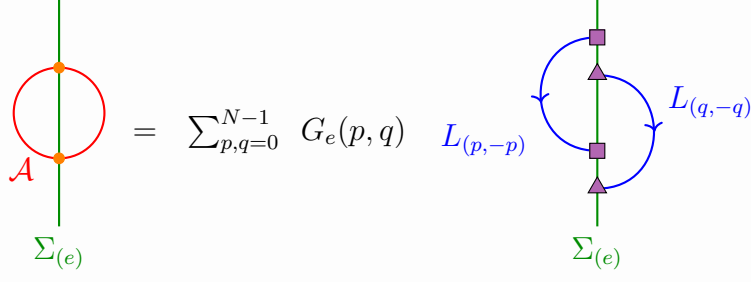 𝒜
Σ_(e)
= ∑_{p,q=0}^{N−1} G_e(p, q)
L_(p,−p)
L_(q,−q)
Σ_(e)